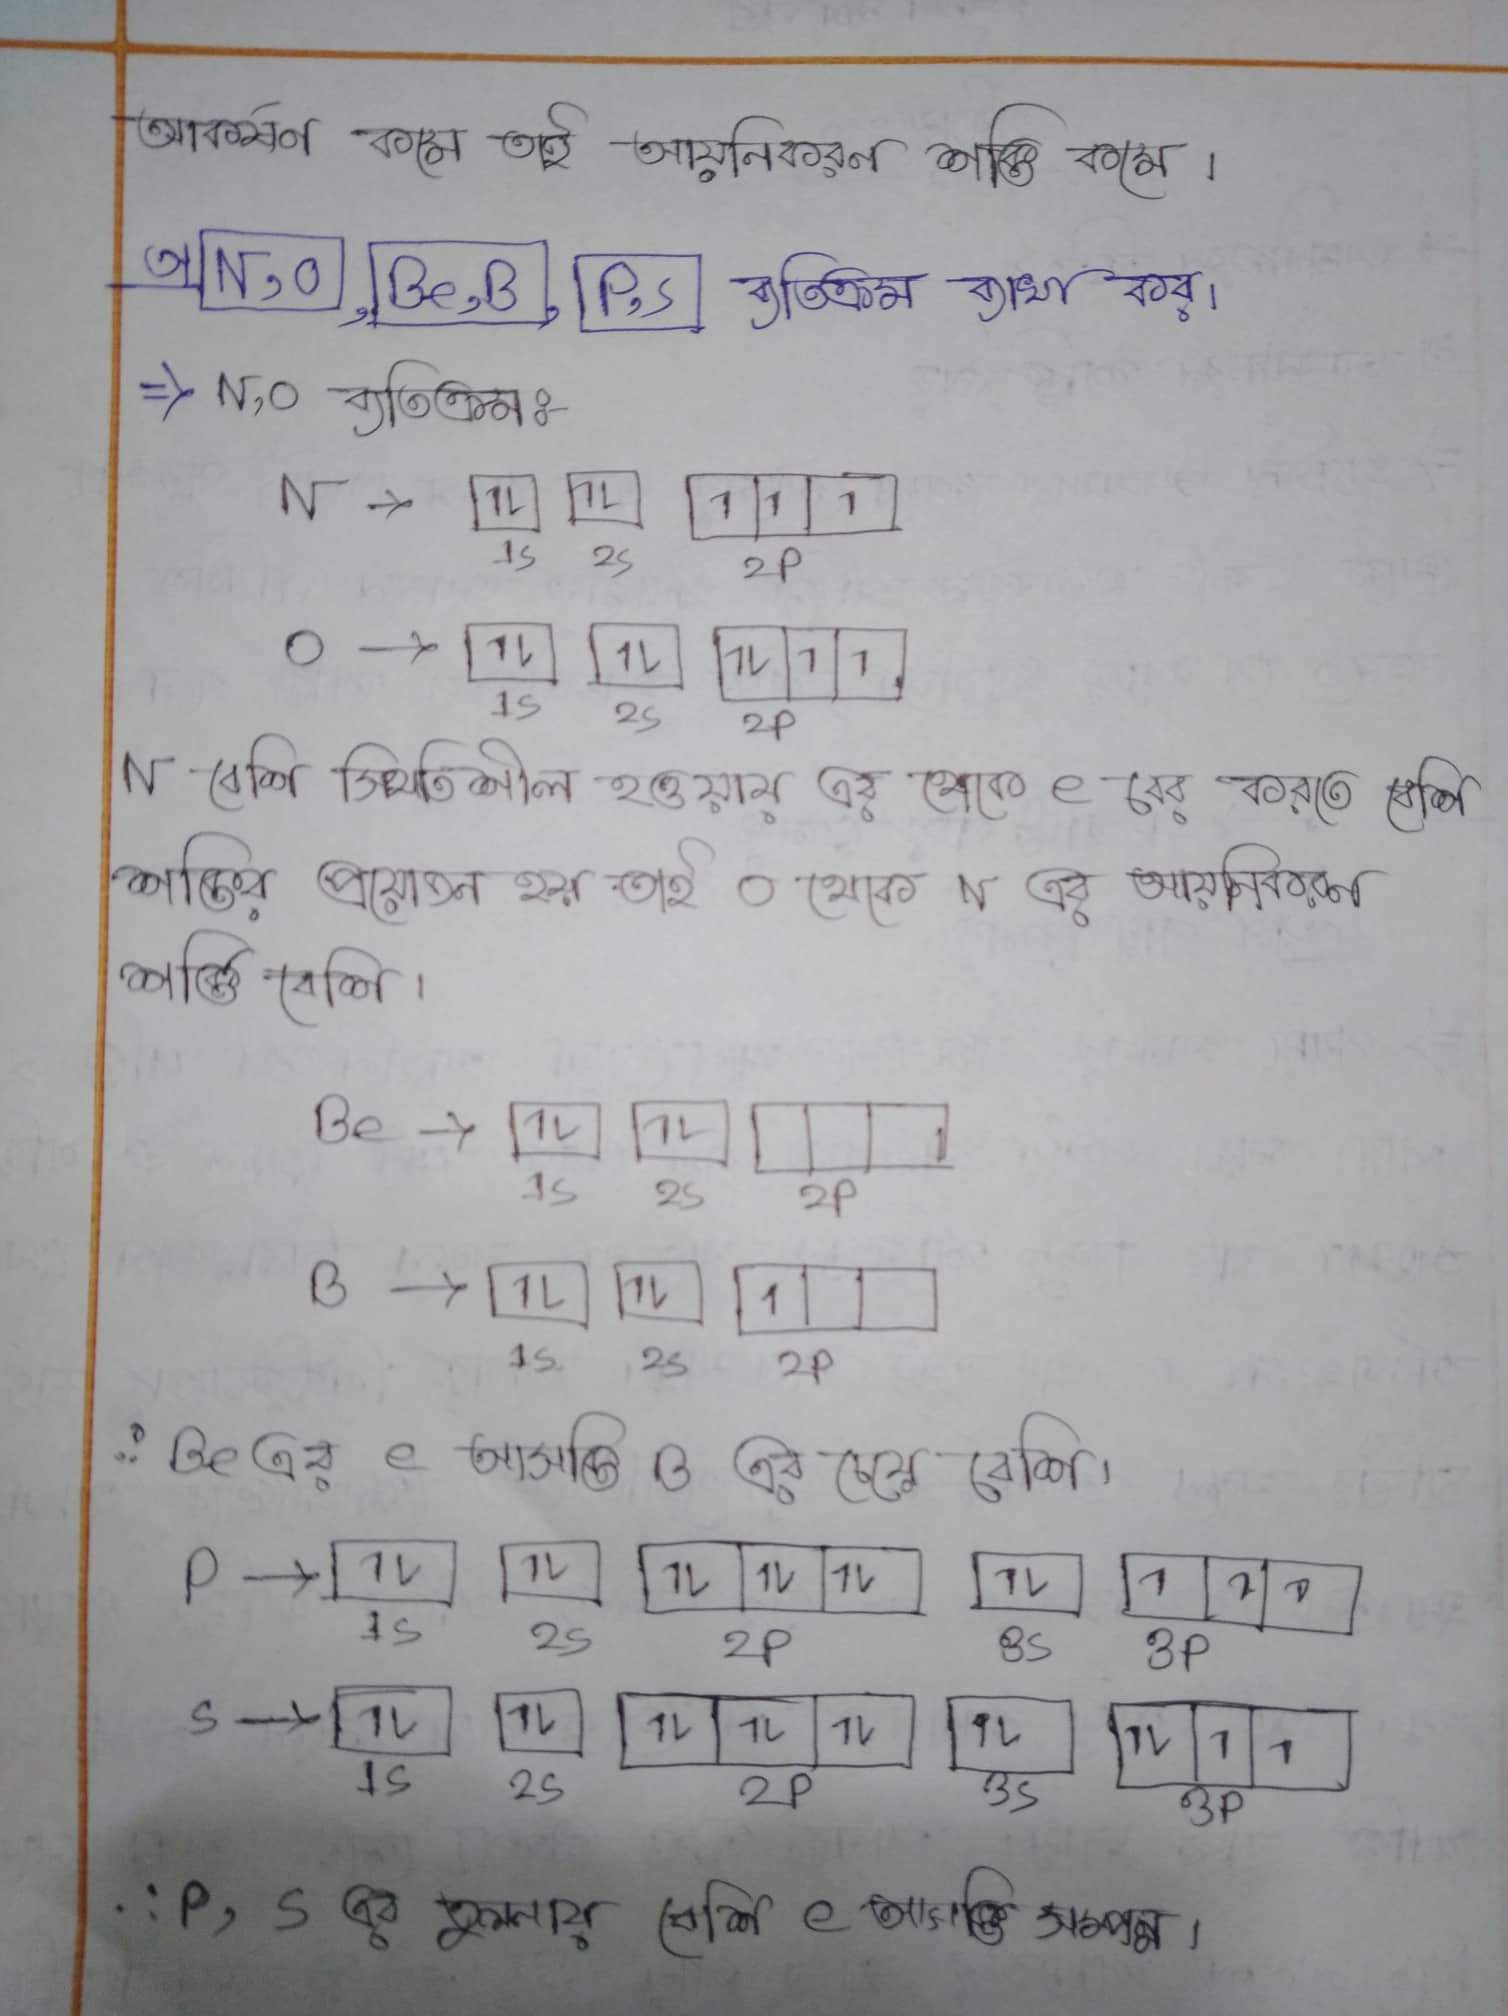 আকর্ষণ কমে তাই আয়নিকরন শক্তি কমে।
অ N,O , Be,B , P,S ব্যতিক্রম ব্যাখা কর।
⇒ N,O ব্যতিক্রমঃ-
N → 1L 1L 1 1 1
1S 2S 2P
O → 1L 1L 1L 1 1
1S 2S 2P
N বেশি স্থিতিশীল হওয়ায় এর থেকে e বের করতে বেশি
শক্তির প্রয়োজন হয় তাই O থেকে N এর আয়নিকরন
শক্তি বেশি।
Be → 1L 1L
1S 2S 2P
B → 1L 1L 1
1S 2S 2P
∴ Be এর e আসক্তি B এর চেয়ে বেশি।
P → 1L 1L 1L 1L 1L 1L 1 1 1
1S 2S 2P 3S 3P
S → 1L 1L 1L 1L 1L 1L 1L 1 1
1S 2S 2P 3S 3P
∴ P, S এর তুলনায় বেশি e আসক্তি সম্পন্ন।